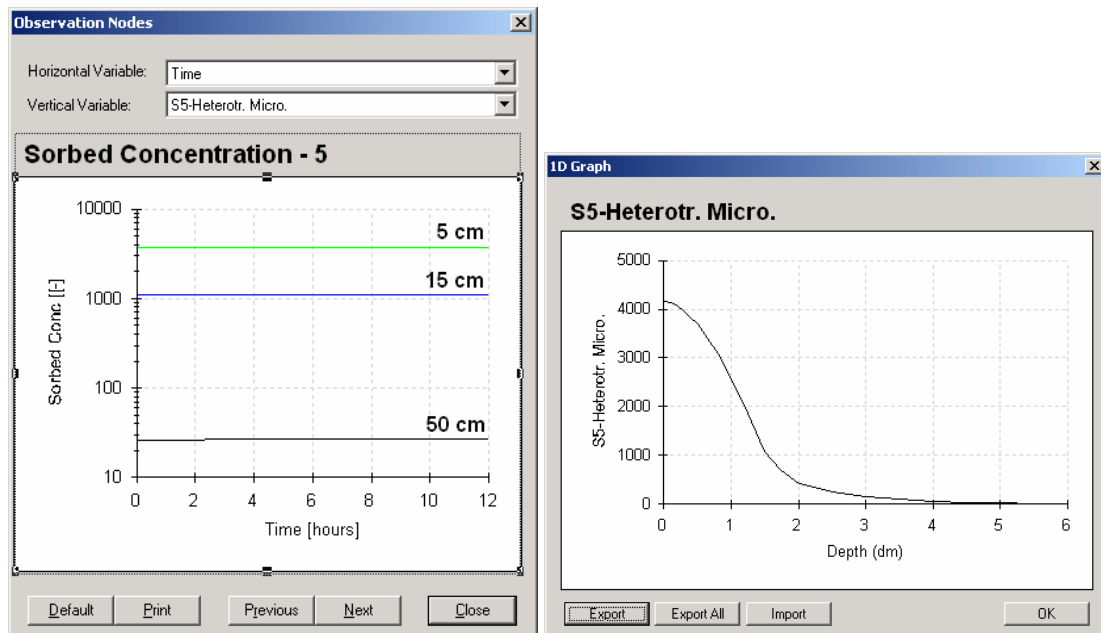 Observation Nodes
Horizontal Variable: Time
Vertical Variable: S5-Heterotr. Micro.
Sorbed Concentration - 5
10000
1000
100
10
Sorbed Conc [[-]
5 cm
15 cm
50 cm
0 2 4 6 8 10 12
Time [hours]
Default Print Previous Next Close
1D Graph
S5-Heterotr. Micro.
5000
4000
3000
2000
1000
0
S5-Heterotr. Micro.
0 1 2 3 4 5 6
Depth (dm)
Export Export All Import OK